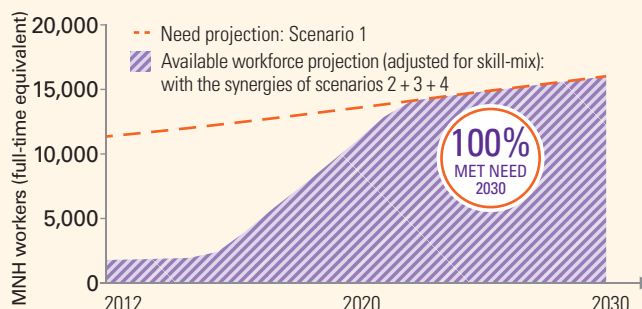 MNH workers (full-time equivalent)
20,000
15,000
10,000
5,000
0
Need projection: Scenario 1
Available workforce projection (adjusted for skill-mix):
with the synergies of scenarios 2 + 3 + 4
100%
MET NEED
2030
2012
2020
2030